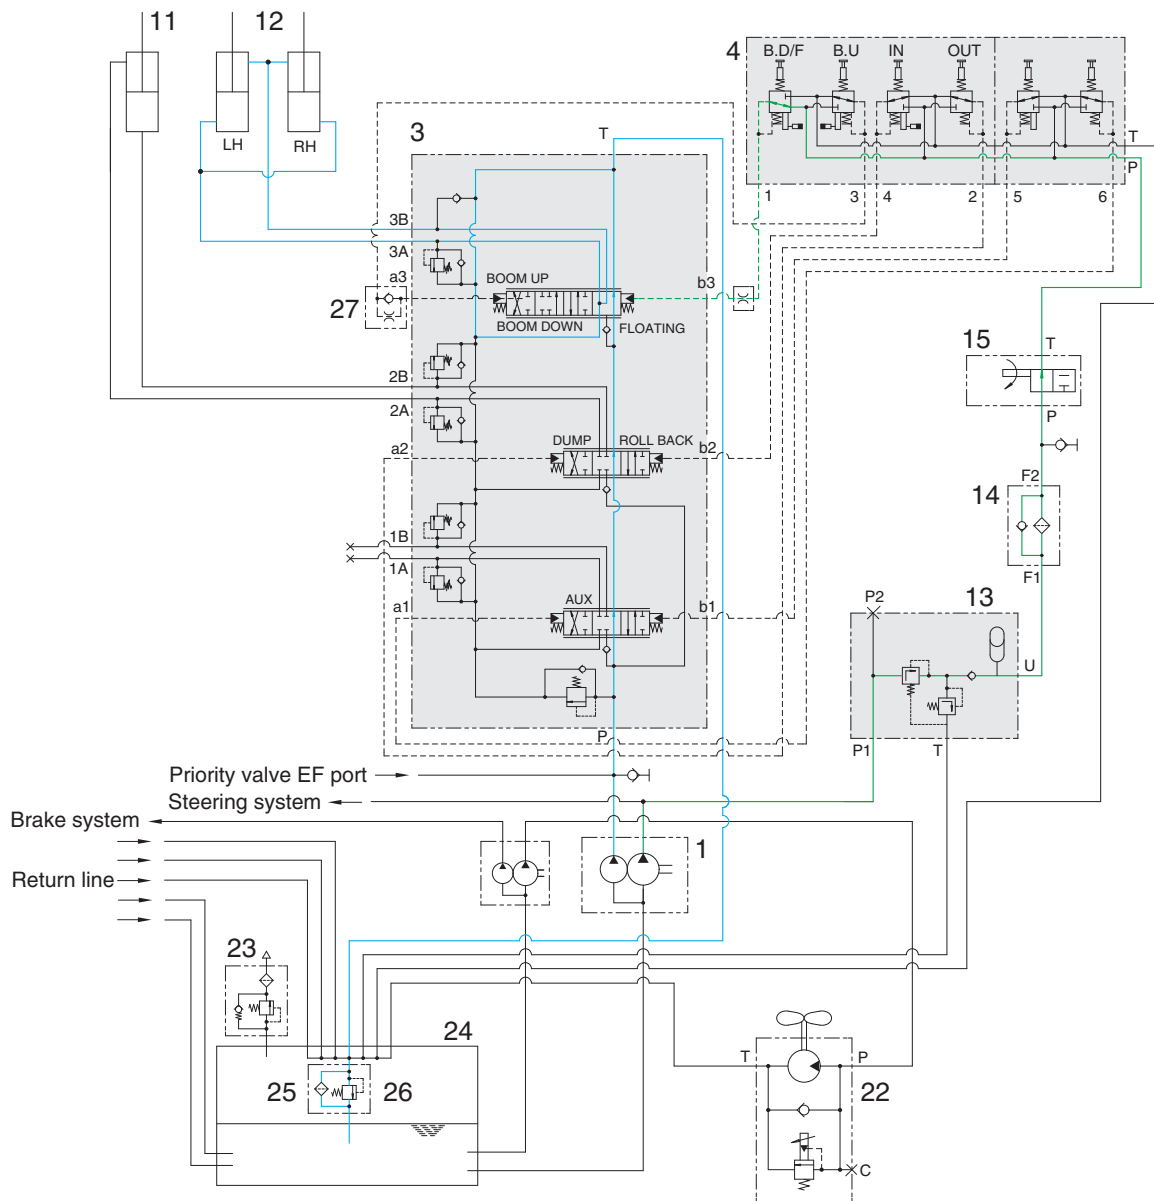 11
12
4
B.D/F
B.U
IN
OUT
LH
RH
3
T
T
P
1
3
4
2
5
6
3B
3A
a3
BOOM UP
b3
27
BOOM DOWN
FLOATING
15
T
P
2B
2A
a2
DUMP
ROLL BACK
b2
F2
14
F1
1B
1A
a1
AUX
b1
P2
13
U
P
P1
T
Priority valve EF port
Steering system
Brake system
1
Return line
23
24
25
26
T
P
22
C